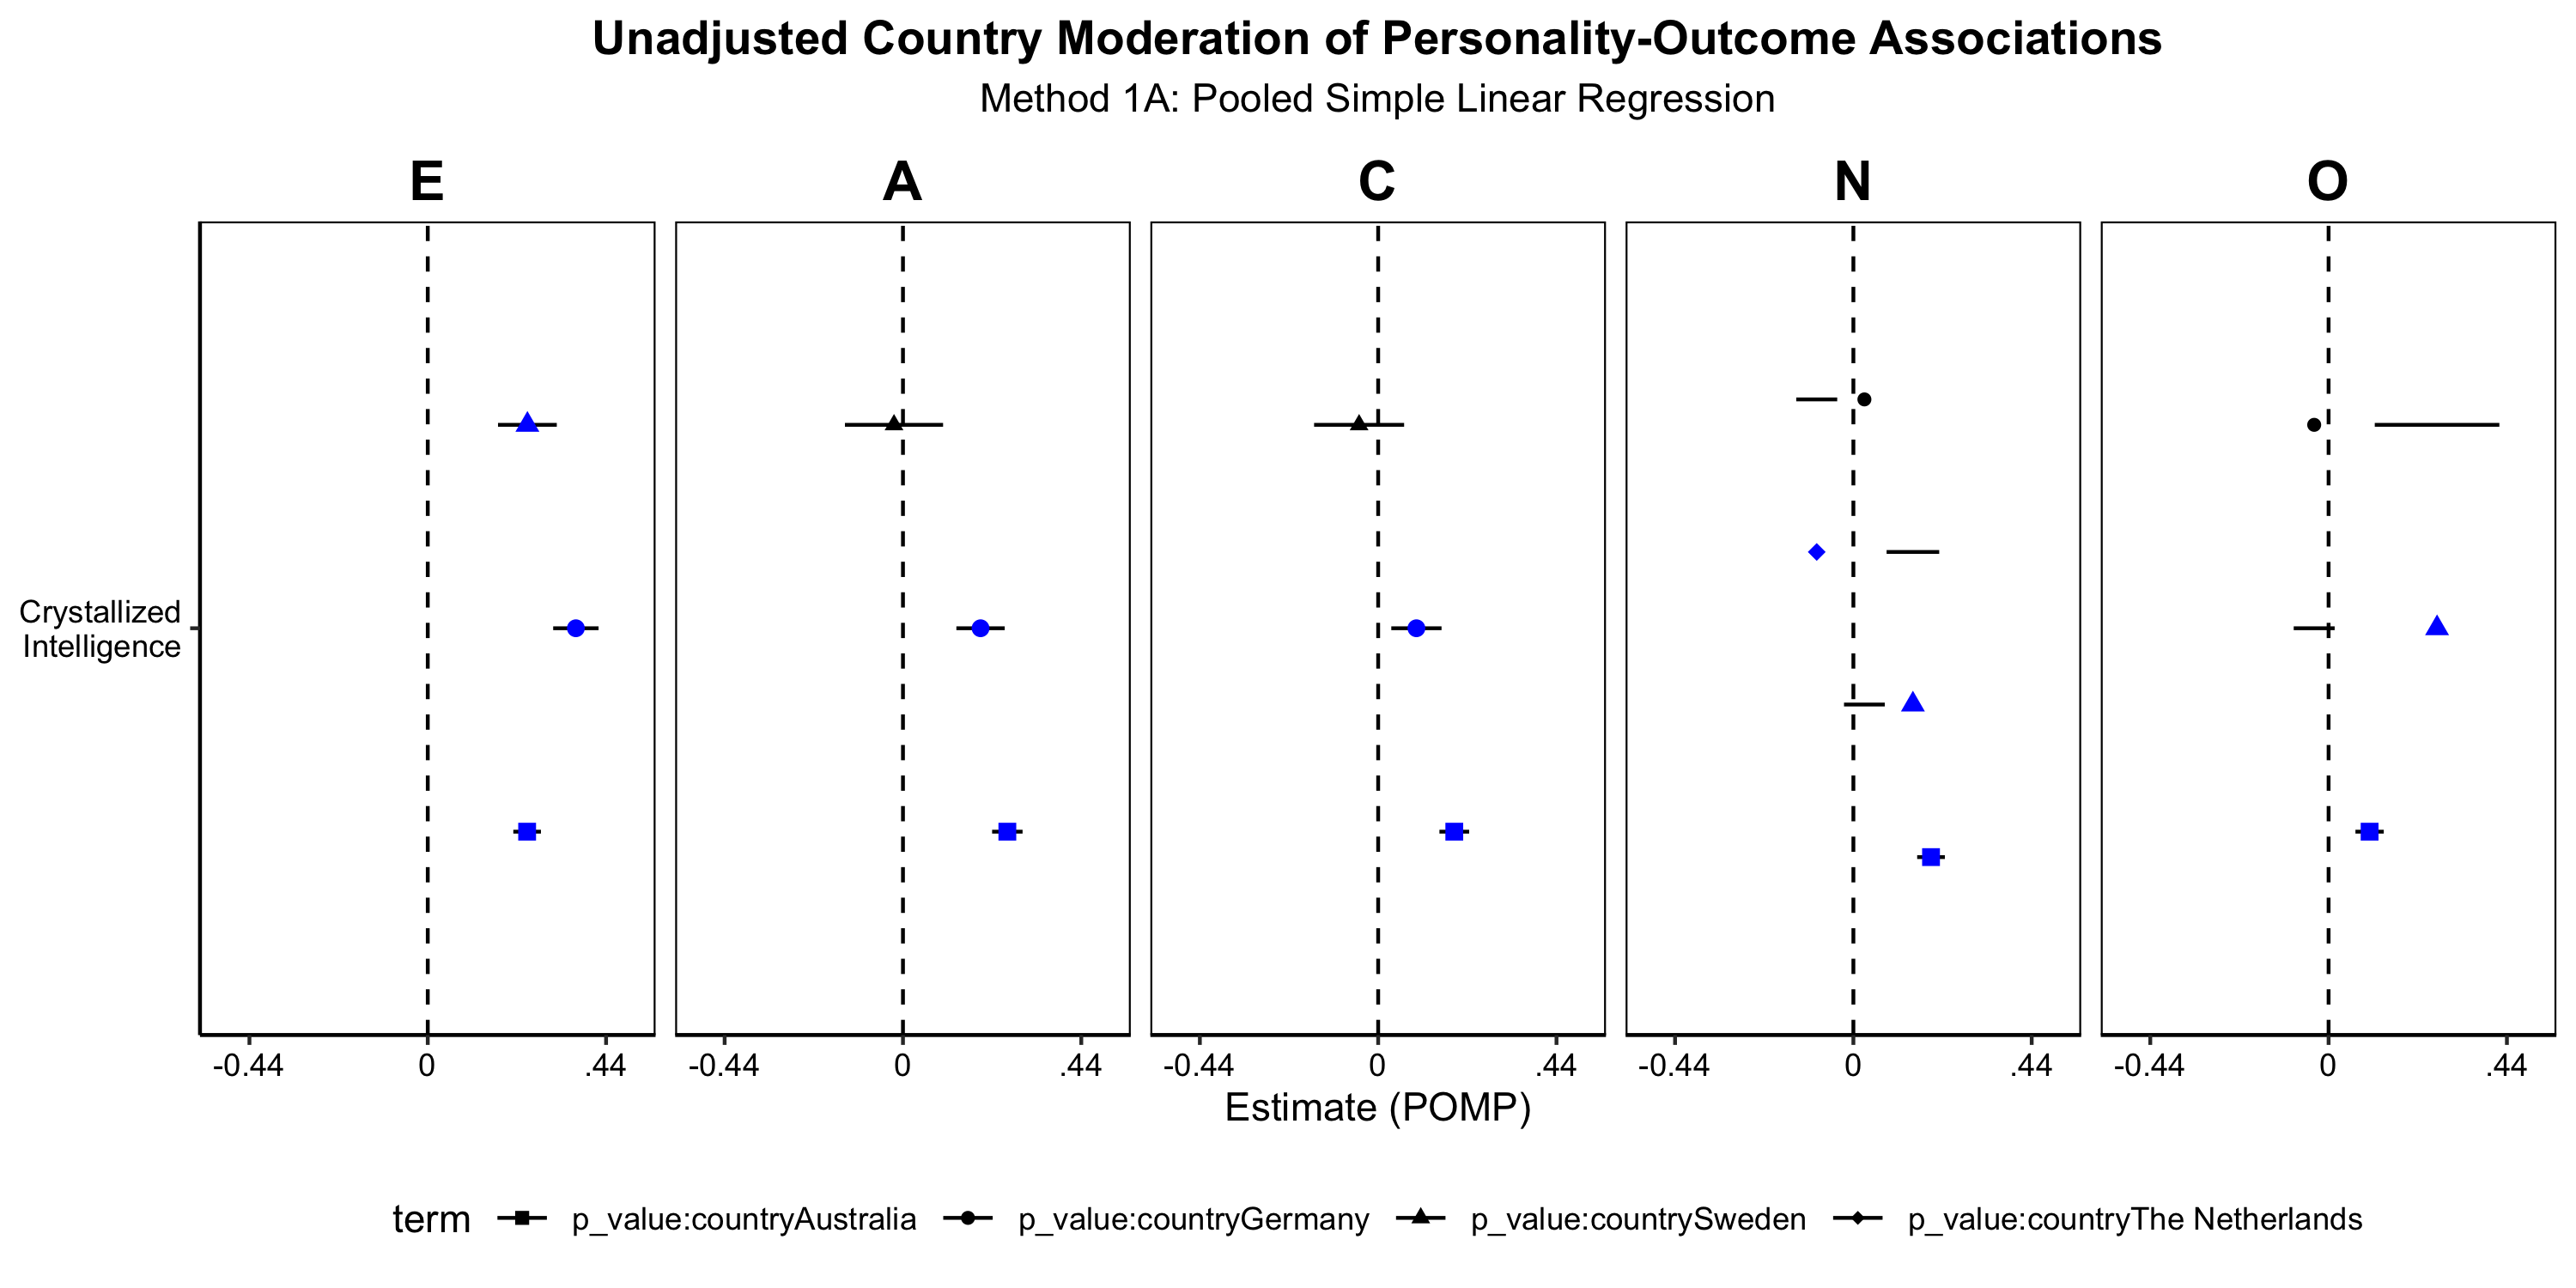 Unadjusted Country Moderation of Personality-Outcome Associations
Method 1A: Pooled Simple Linear Regression
E A C N O
Crystallized
Intelligence
-0.44 0 .44 -0.44 0 .44 -0.44 0 .44 -0.44 0 .44 -0.44 0 .44
Estimate (POMP)
term p_value:countryAustralia p_value:countryGermany p_value:countrySweden p_value:countryThe Netherlands